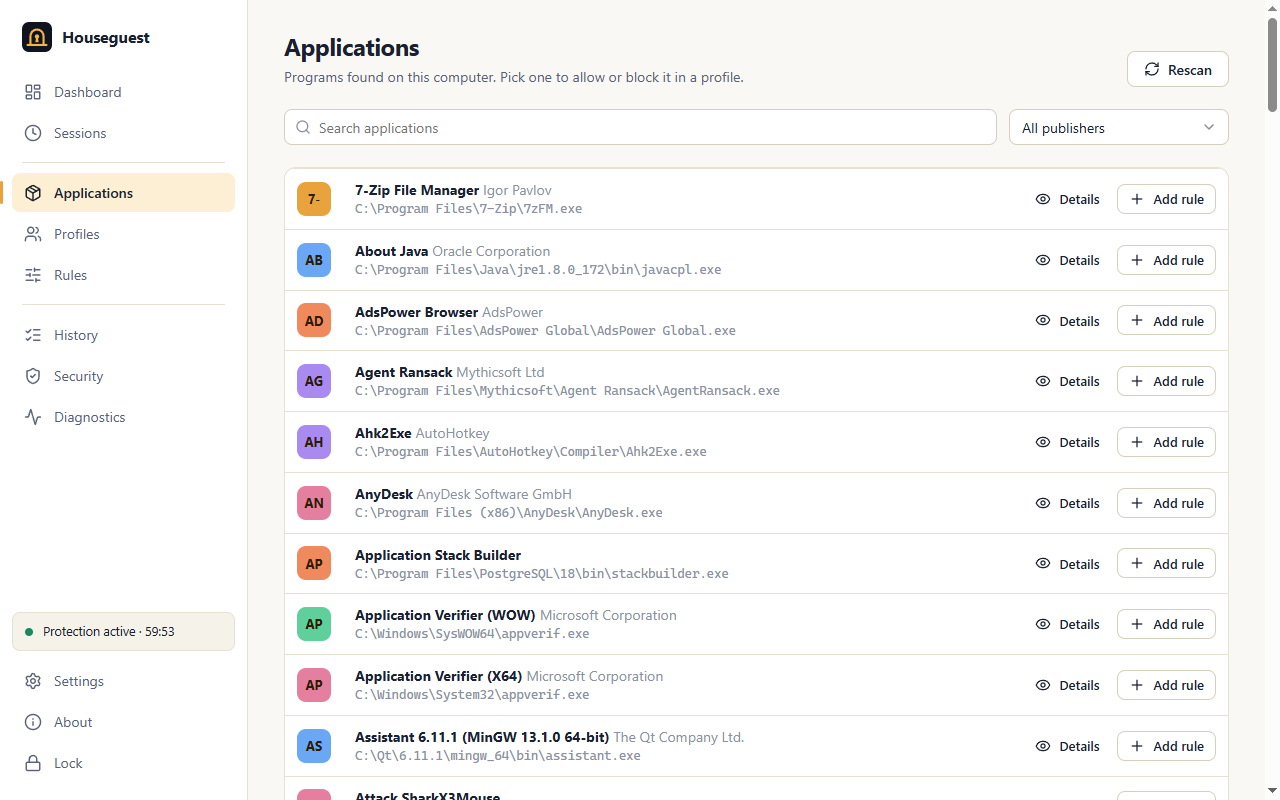 Houseguest
Dashboard
Sessions
Applications
Profiles
Rules
History
Security
Diagnostics
Protection active · 59:53
Settings
About
Lock
Applications
Programs found on this computer. Pick one to allow or block it in a profile.
Rescan
Search applications
All publishers
7-
7-Zip File Manager Igor Pavlov
C:\Program Files\7-Zip\7zFM.exe
Details
Add rule
AB
About Java Oracle Corporation
C:\Program Files\Java\jre1.8.0_172\bin\javacpl.exe
Details
Add rule
AD
AdsPower Browser AdsPower
C:\Program Files\AdsPower Global\AdsPower Global.exe
Details
Add rule
AG
Agent Ransack Mythicsoft Ltd
C:\Program Files\Mythicsoft\Agent Ransack\AgentRansack.exe
Details
Add rule
AH
Ahk2Exe AutoHotkey
C:\Program Files\AutoHotkey\Compiler\Ahk2Exe.exe
Details
Add rule
AN
AnyDesk AnyDesk Software GmbH
C:\Program Files (x86)\AnyDesk\AnyDesk.exe
Details
Add rule
AP
Application Stack Builder
C:\Program Files\PostgreSQL\18\bin\stackbuilder.exe
Details
Add rule
AP
Application Verifier (WOW) Microsoft Corporation
C:\Windows\SysWOW64\appverif.exe
Details
Add rule
AP
Application Verifier (X64) Microsoft Corporation
C:\Windows\System32\appverif.exe
Details
Add rule
AS
Assistant 6.11.1 (MinGW 13.1.0 64-bit) The Qt Company Ltd.
C:\Qt\6.11.1\mingw_64\bin\assistant.exe
Details
Add rule
Attack SharkX3Mouse